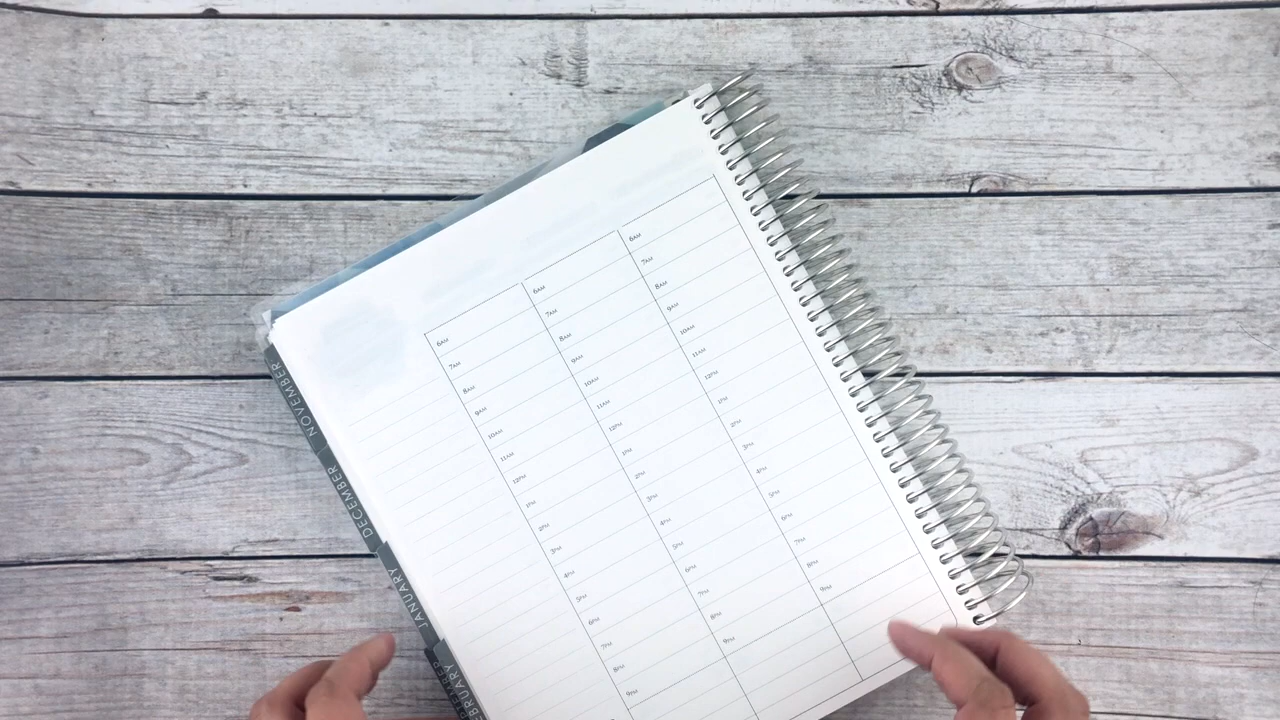 NOVEMBER
DECEMBER
JANUARY
6AM
7AM
8AM
9AM
10AM
11AM
12PM
1PM
2PM
3PM
4PM
5PM
6PM
7PM
8PM
9PM
6AM
7AM
8AM
9AM
10AM
11AM
12PM
1PM
2PM
3PM
4PM
5PM
6PM
7PM
8PM
9PM
6AM
7AM
8AM
9AM
10AM
11AM
12PM
1PM
2PM
3PM
4PM
5PM
6PM
7PM
8PM
9PM